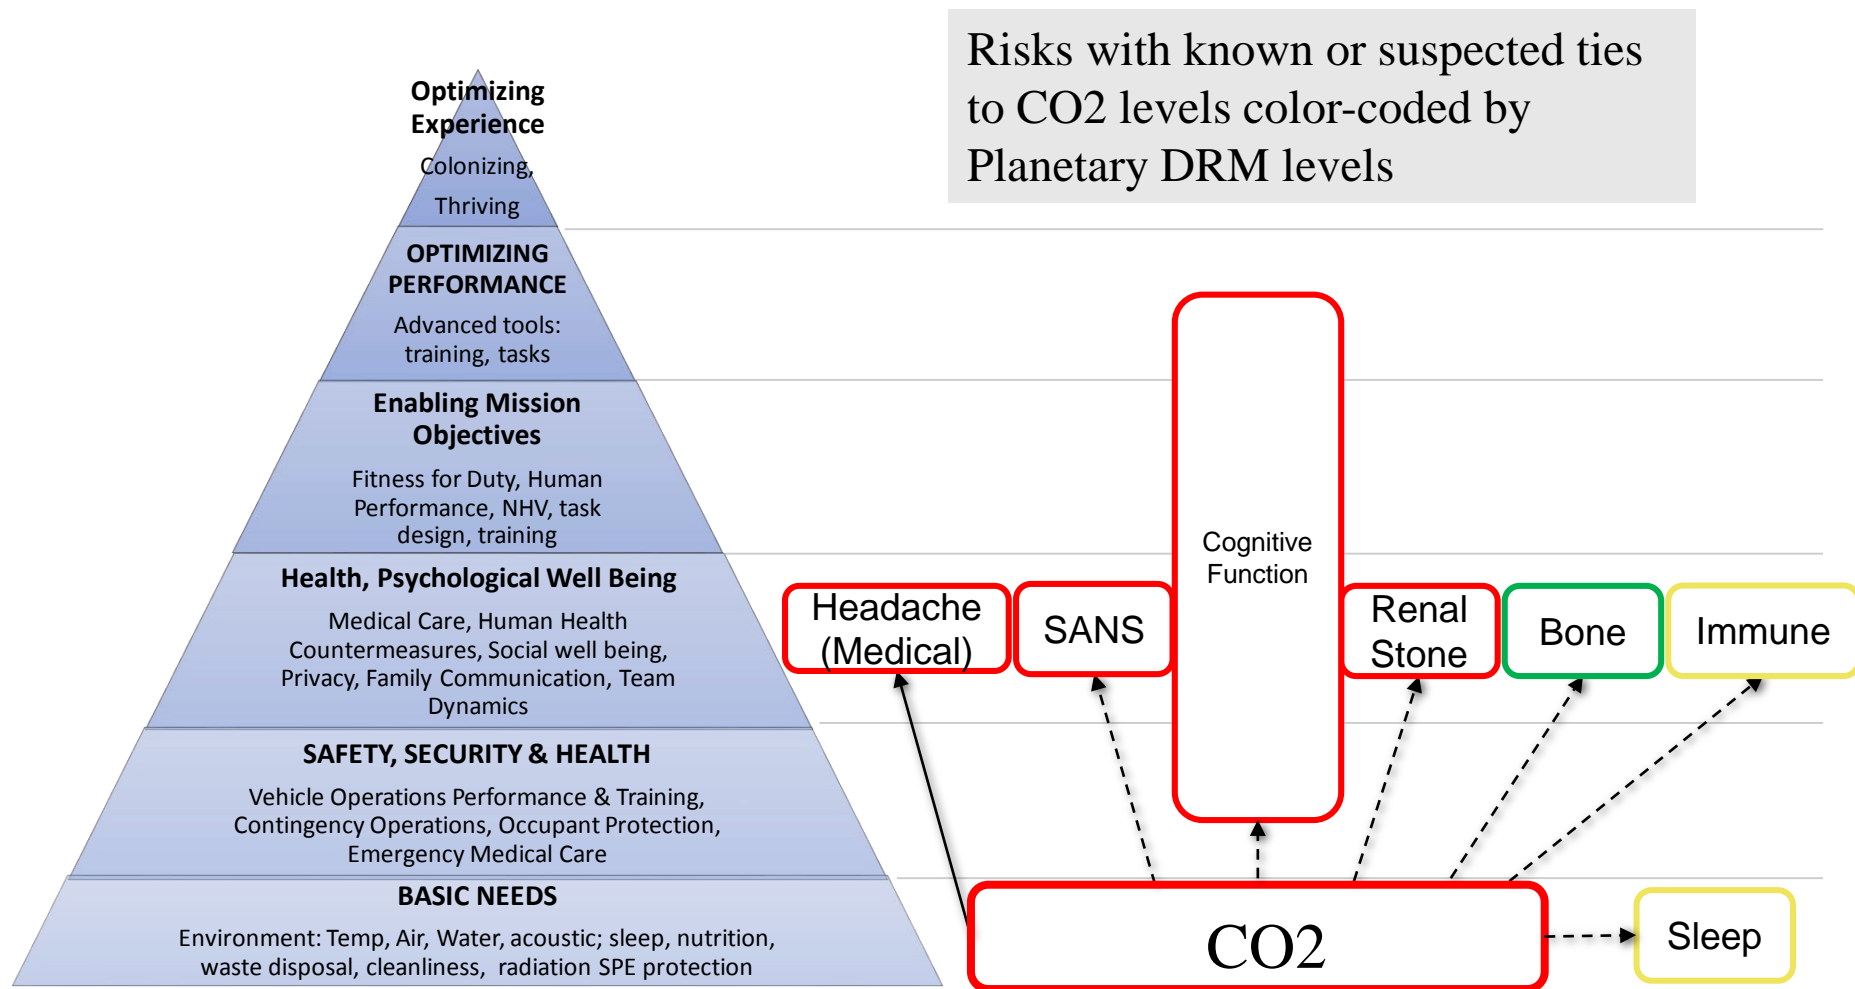 Risks with known or suspected ties
to CO2 levels color-coded by
Planetary DRM levels
Optimizing
Experience
Colonizing,
Thriving
OPTIMIZING
PERFORMANCE
Advanced tools:
training, tasks
Enabling Mission
Objectives
Fitness for Duty, Human
Performance, NHV, task
design, training
Health, Psychological Well Being
Medical Care, Human Health
Countermeasures, Social well being,
Privacy, Family Communication, Team
Dynamics
SAFETY, SECURITY & HEALTH
Vehicle Operations Performance & Training,
Contingency Operations, Occupant Protection,
Emergency Medical Care
BASIC NEEDS
Environment: Temp, Air, Water, acoustic; sleep, nutrition,
waste disposal, cleanliness, radiation SPE protection
Headache
(Medical)
SANS
Cognitive
Function
Renal
Stone
Bone
Immune
CO2
Sleep